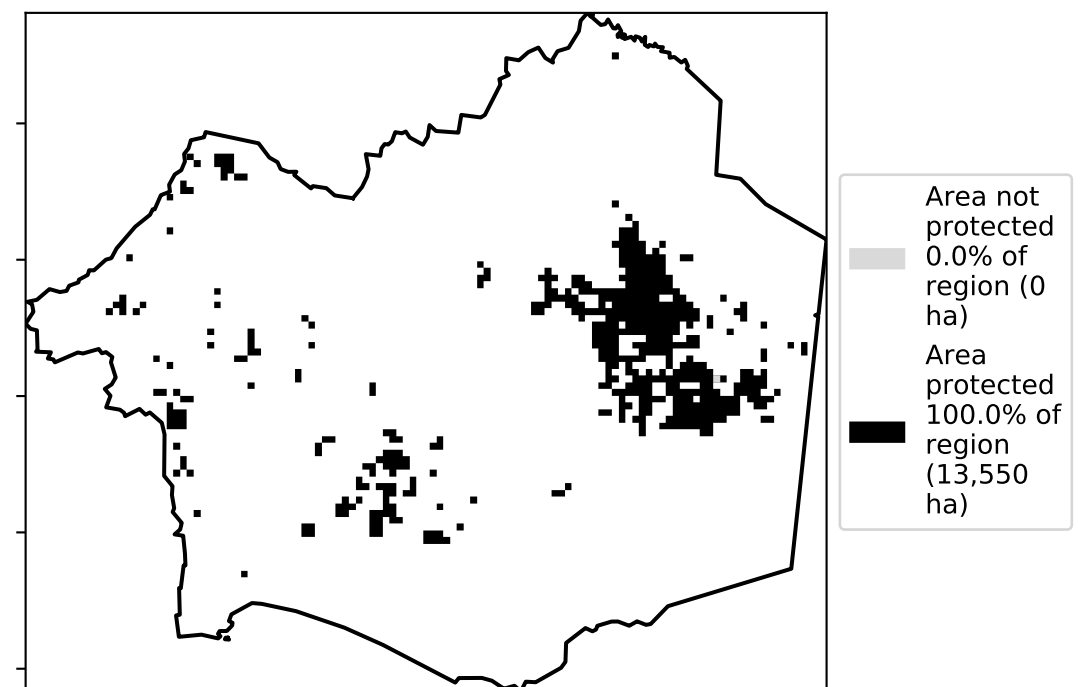 Area not
protected
0.0% of
region (0
ha)
Area
protected
100.0% of
region
(13,550
ha)